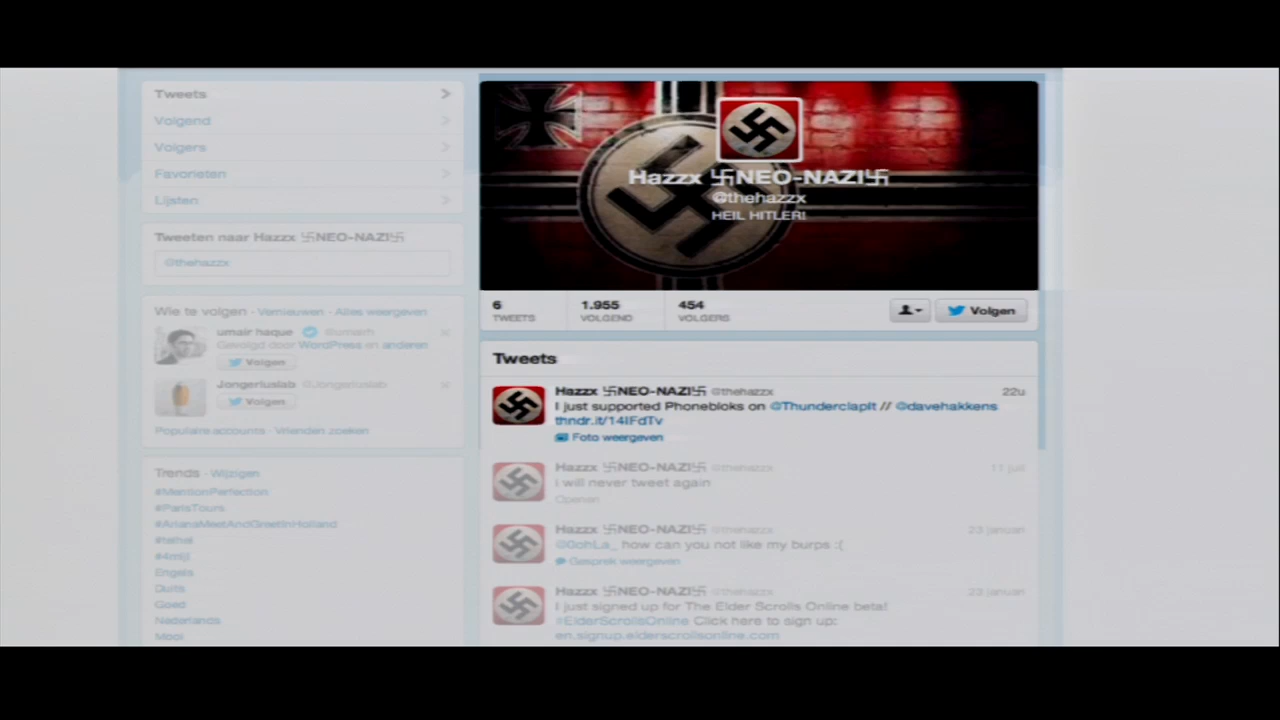 Tweets
Volgend
Volgers
Favorieten
Lijsten
Tweeten naar Hazzx 卐NEO-NAZI卐
@thehazzx
Wie te volgen · Vernieuwen · Alles weergeven
umair haque @umairh
Gevolgd door WordPress en anderen
Volgen
Jongeriuslab @Jongeriuslab
Volgen
Populaire accounts · Vrienden zoeken
Trends · Wijzigen
#MentionPerfection
#ParisTours
#ArianaMeetAndGreetInHolland
#4mijl
Engels
Duits
Goed
Nederlands
Mooi
Hazzx 卐NEO-NAZI卐
@thehazzx
HEIL HITLER!
6 TWEETS
1.955 VOLGEND
454 VOLGERS
Volgen
Tweets
Hazzx 卐NEO-NAZI卐 @thehazzx 22u
I just supported Phonebloks on @ThunderclapIt // @davehakkens
thndr.it/14IFdTv
Foto weergeven
Hazzx 卐NEO-NAZI卐 @thehazzx 11 juli
i will never tweet again
Openen
Hazzx 卐NEO-NAZI卐 @thehazzx 23 januari
how can you not like my burps :(
Gesprek weergeven
Hazzx 卐NEO-NAZI卐 @thehazzx 23 januari
I just signed up for The Elder Scrolls Online beta!
#ElderScrollsOnline Click here to sign up:
en.signup.elderscrollsonline.com